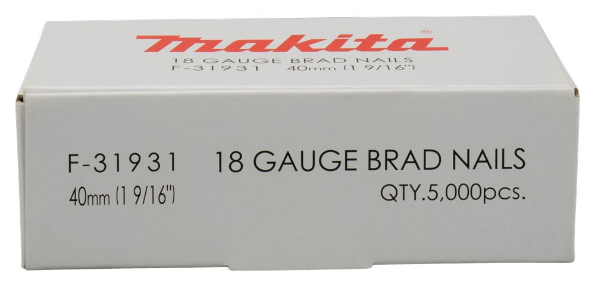 Makita®
18 GAUGE BRAD NAILS
F-31931 40mm (1 9/16")
F-31931 18 GAUGE BRAD NAILS
40mm (1 9/16") QTY.5,000pcs.